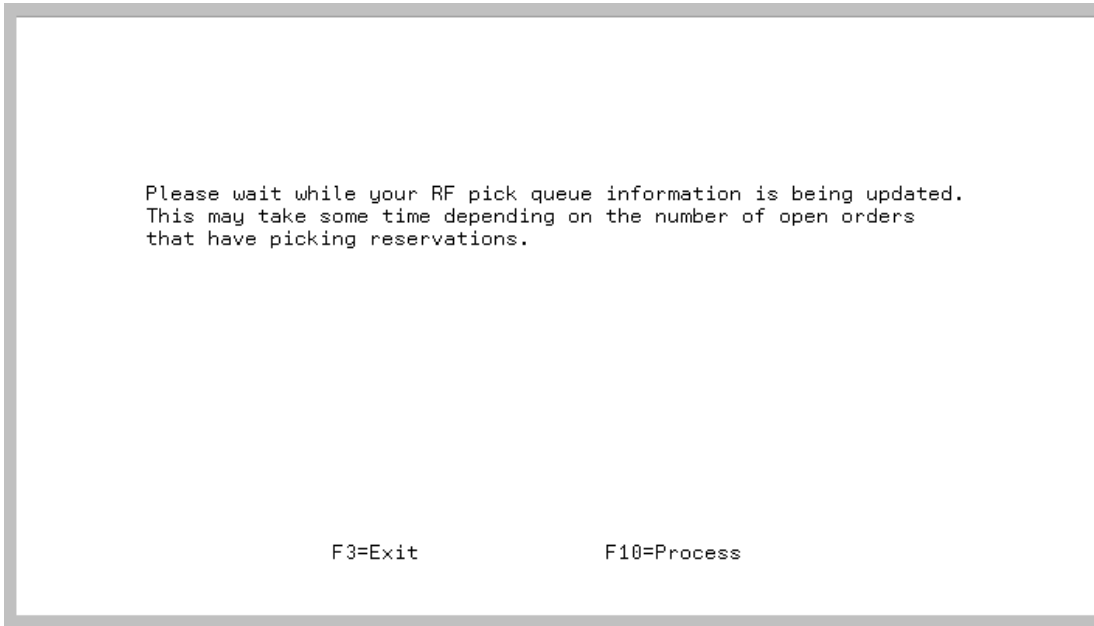 Please wait while your RF pick queue information is being updated.
This may take some time depending on the number of open orders
that have picking reservations.
F3=Exit F10=Process